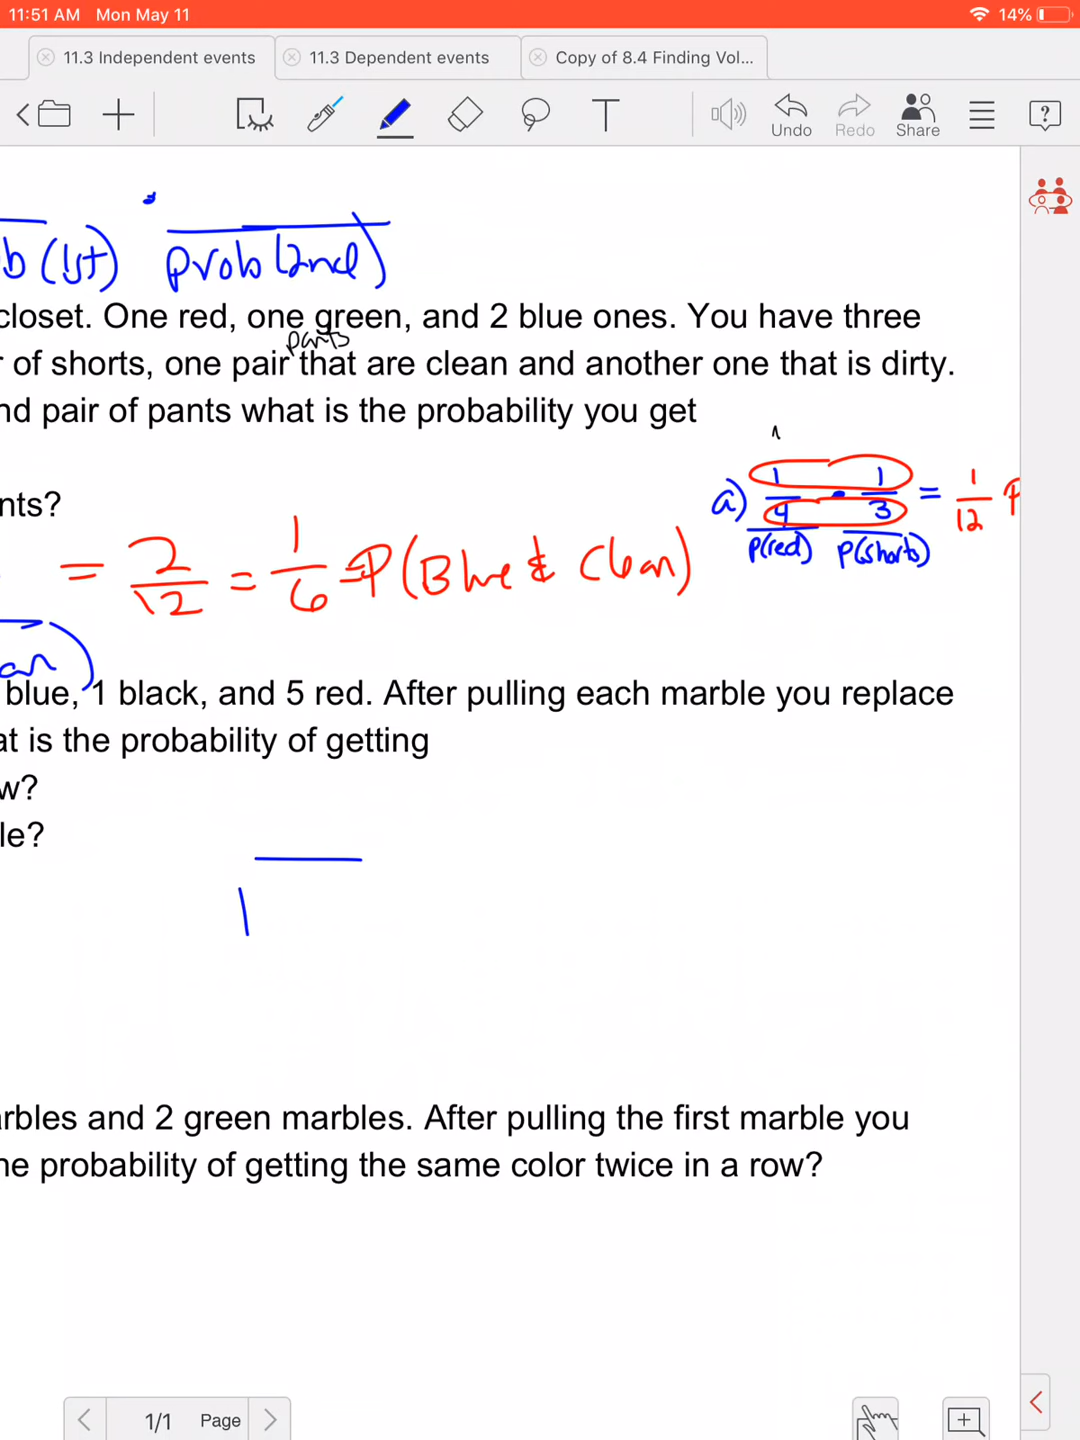 11:51 AM Mon May 11
14%
11.3 Independent events
11.3 Dependent events
Copy of 8.4 Finding Vol...
T
Undo
Redo
Share
?
b (1st) prob (2nd)
closet. One red, one green, and 2 blue ones. You have three
pants
of shorts, one pair that are clean and another one that is dirty.
nd pair of pants what is the probability you get
a) 1/4 · 1/3 = 1/12 P
P(red) P(shorts)
nts?
= 2/12 = 1/6 = P(Blue & Clean)
an)
blue, 1 black, and 5 red. After pulling each marble you replace
at is the probability of getting
w?
le?
arbles and 2 green marbles. After pulling the first marble you
he probability of getting the same color twice in a row?
1/1 Page